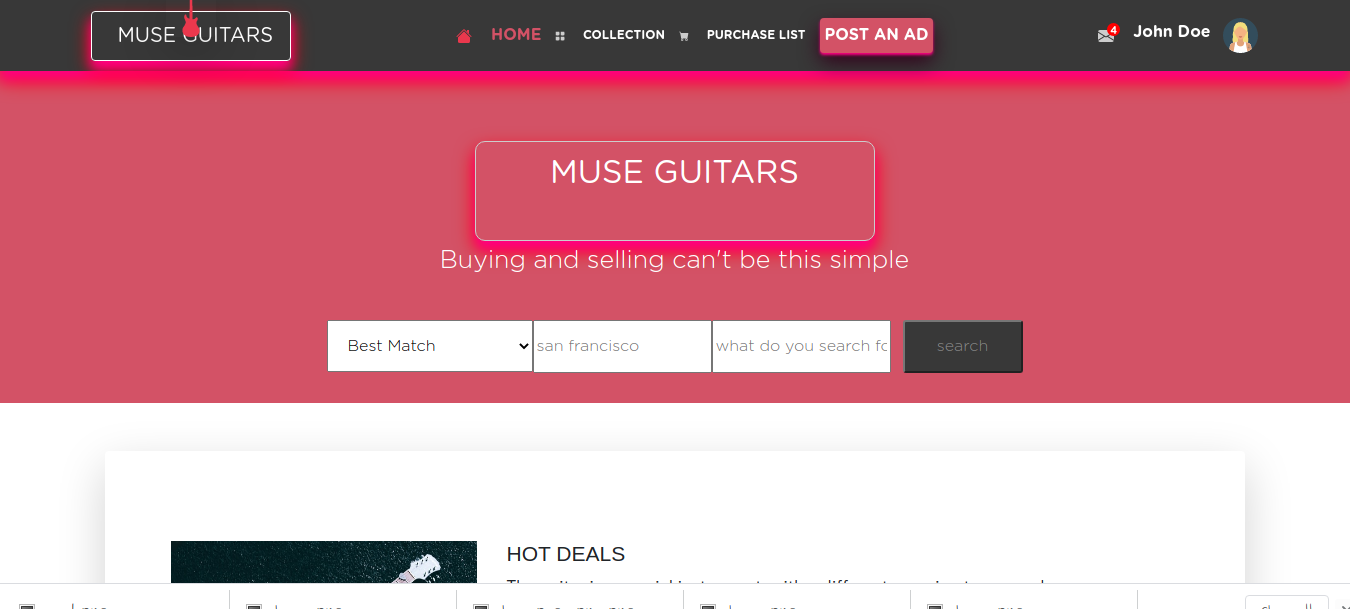 MUSE GUITARS
HOME COLLECTION PURCHASE LIST POST AN AD 4 John Doe
MUSE GUITARS
Buying and selling can't be this simple
Best Match san francisco what do you search fo search
HOT DEALS